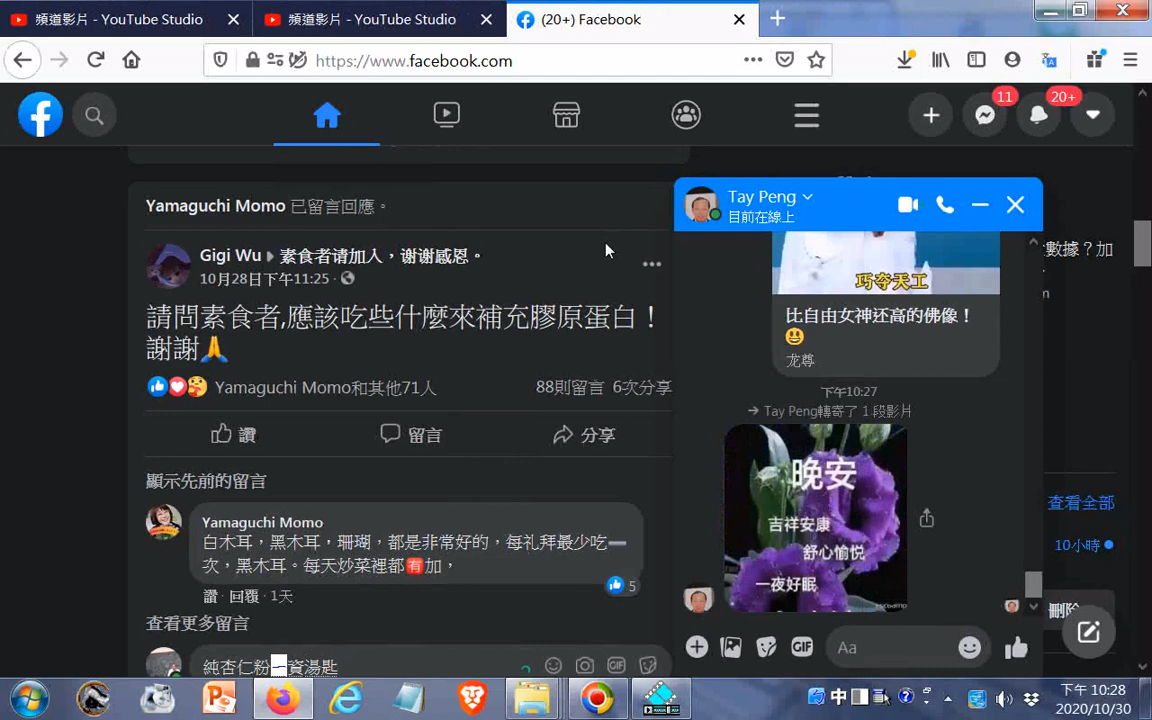 頻道影片 - YouTube Studio
頻道影片 - YouTube Studio
(20+) Facebook
https://www.facebook.com
11
20+
Yamaguchi Momo 已留言回應。
Gigi Wu ▸ 素食者请加入，谢谢感恩。
10月28日下午11:25
請問素食者,應該吃些什麼來補充膠原蛋白！
謝謝🙏
Yamaguchi Momo和其他71人
88則留言 6次分享
讚
留言
分享
顯示先前的留言
Yamaguchi Momo
白木耳，黑木耳，珊瑚，都是非常好的，每礼拜最少吃➖
次，黑木耳。每天炒菜裡都🈶加，
5
讚 · 回覆 · 1天
查看更多留言
純杏仁粉一資湯匙
GIF
Tay Peng
目前在線上
巧夺天工
比自由女神还高的佛像！
😃
龙尊
下午10:27
Tay Peng轉寄了 1 段影片
晚安
吉祥安康
舒心愉悦
一夜好眠
GIF
Aa
數據？加
查看全部
10小時
刪除
中
下午 10:28
2020/10/30